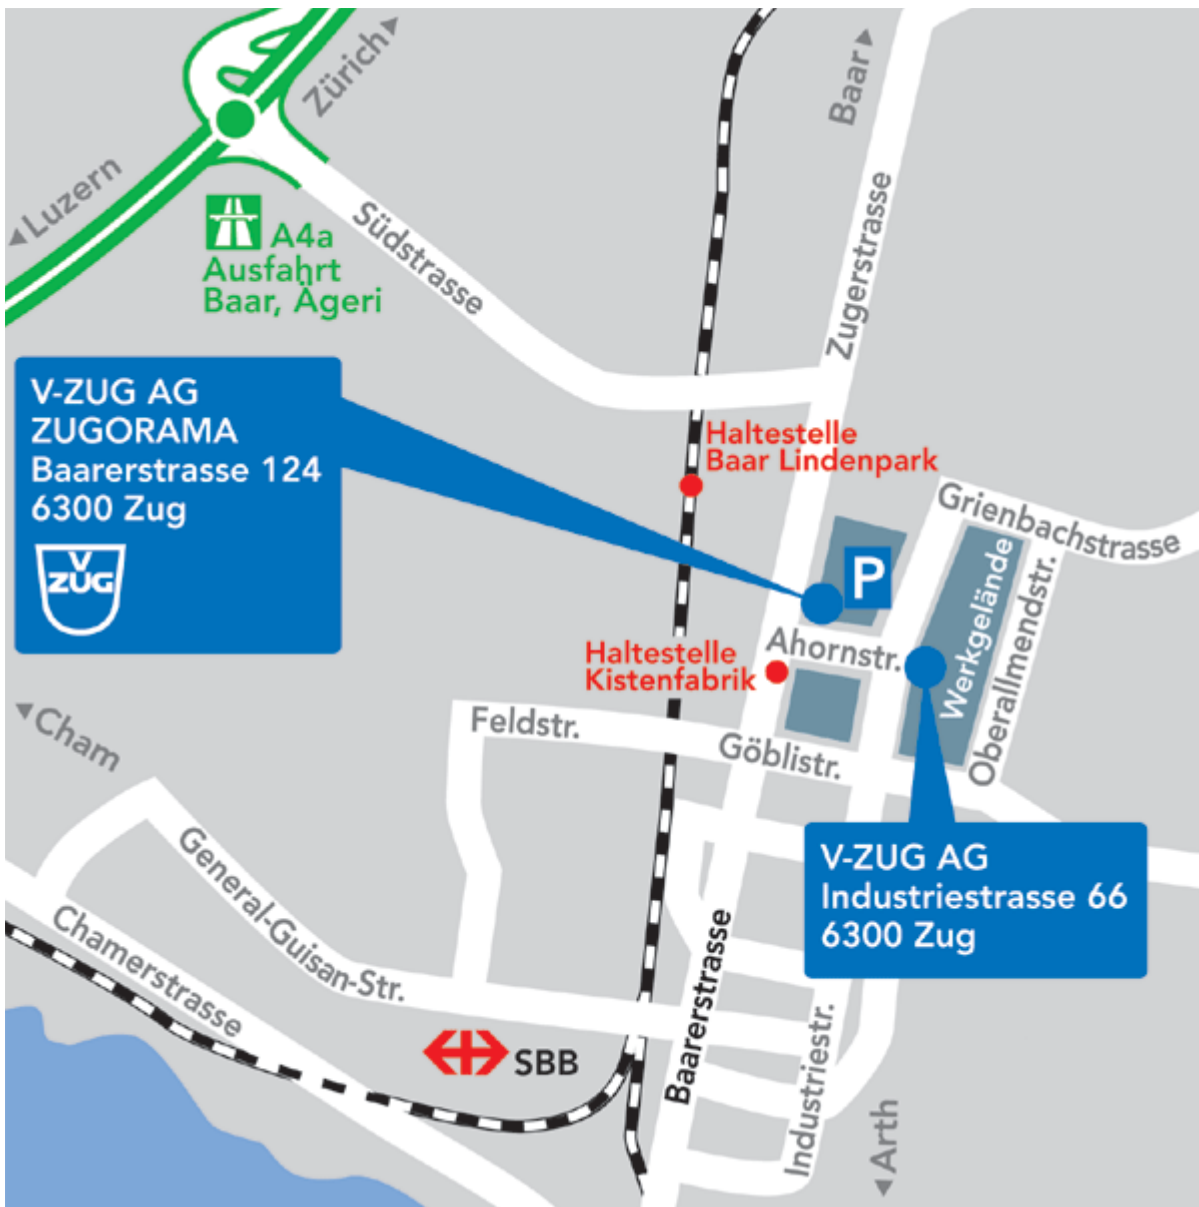 Zürich
Baar
Luzern
A4a
Ausfahrt
Baar, Ägeri
Südstrasse
Zugerstrasse
V-ZUG AG
ZUGORAMA
Baarerstrasse 124
6300 Zug
V
ZUG
Haltestelle
Baar Lindenpark
Grienbachstrasse
P
Werkgelände
Oberallmendstr.
Ahornstr.
Haltestelle
Kistenfabrik
Cham
Feldstr.
Göblistr.
General-Guisan-Str.
V-ZUG AG
Industriestrasse 66
6300 Zug
Chamerstrasse
Baarerstrasse
SBB
Industriestr.
Arth